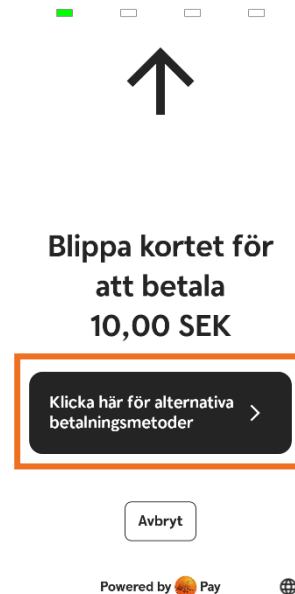 Blippa kortet för
att betala
10,00 SEK
Klicka här för alternativa
betalningsmetoder
Avbryt
Powered by Pay